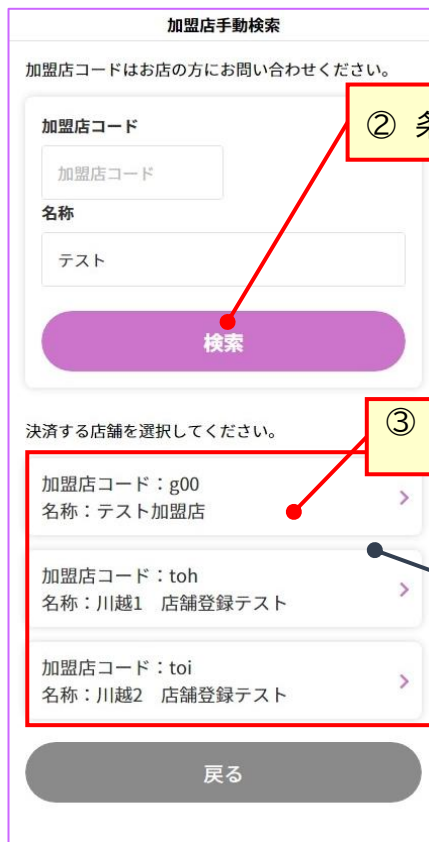 加盟店手動検索
加盟店コードはお店の方にお問い合わせください。
加盟店コード
②
加盟店コード
名称
テスト
検索
決済する店舗を選択してください。
③
加盟店コード：g00
名称：テスト加盟店
加盟店コード：toh
名称：川越1　店舗登録テスト
加盟店コード：toi
名称：川越2　店舗登録テスト
戻る